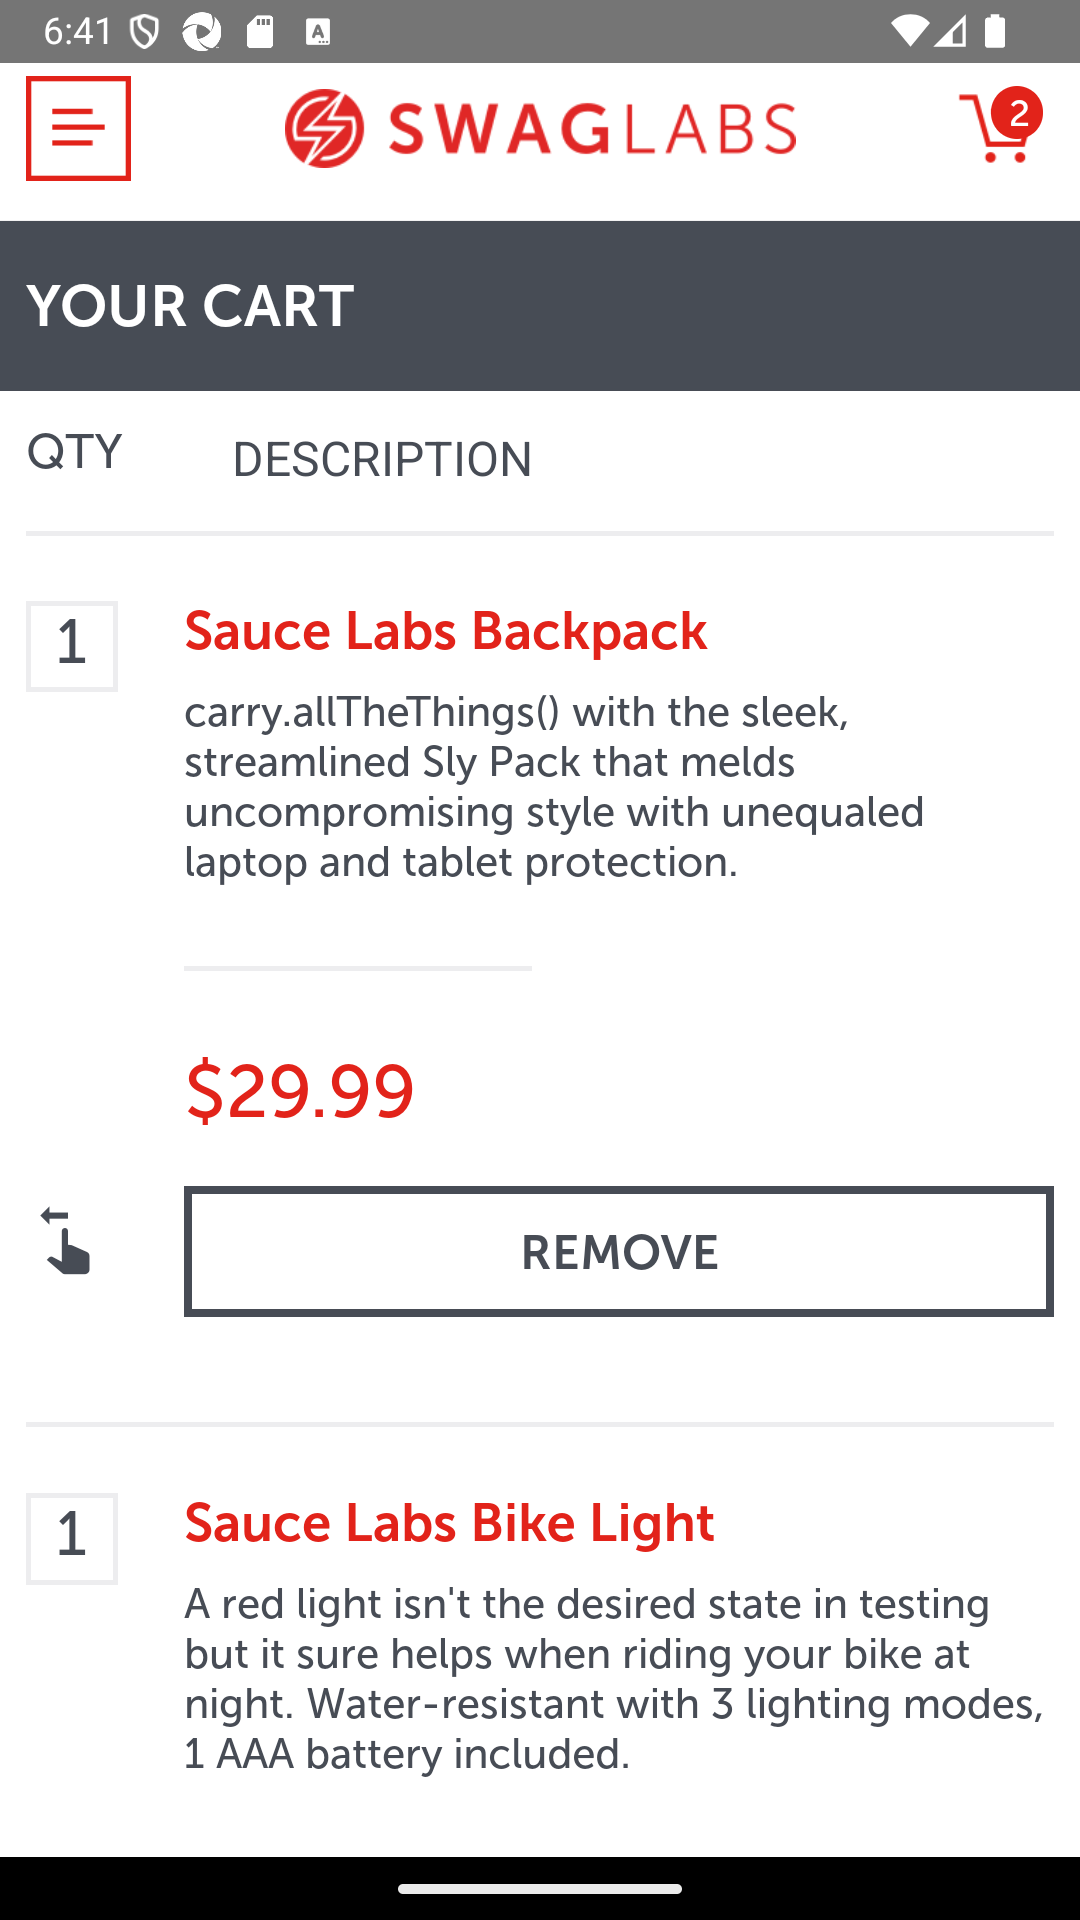 6:41
SWAGLABS
2
YOUR CART
QTY DESCRIPTION
1
Sauce Labs Backpack
carry.allTheThings() with the sleek,
streamlined Sly Pack that melds
uncompromising style with unequaled
laptop and tablet protection.
$29.99
REMOVE
1
Sauce Labs Bike Light
A red light isn't the desired state in testing
but it sure helps when riding your bike at
night. Water-resistant with 3 lighting modes,
1 AAA battery included.